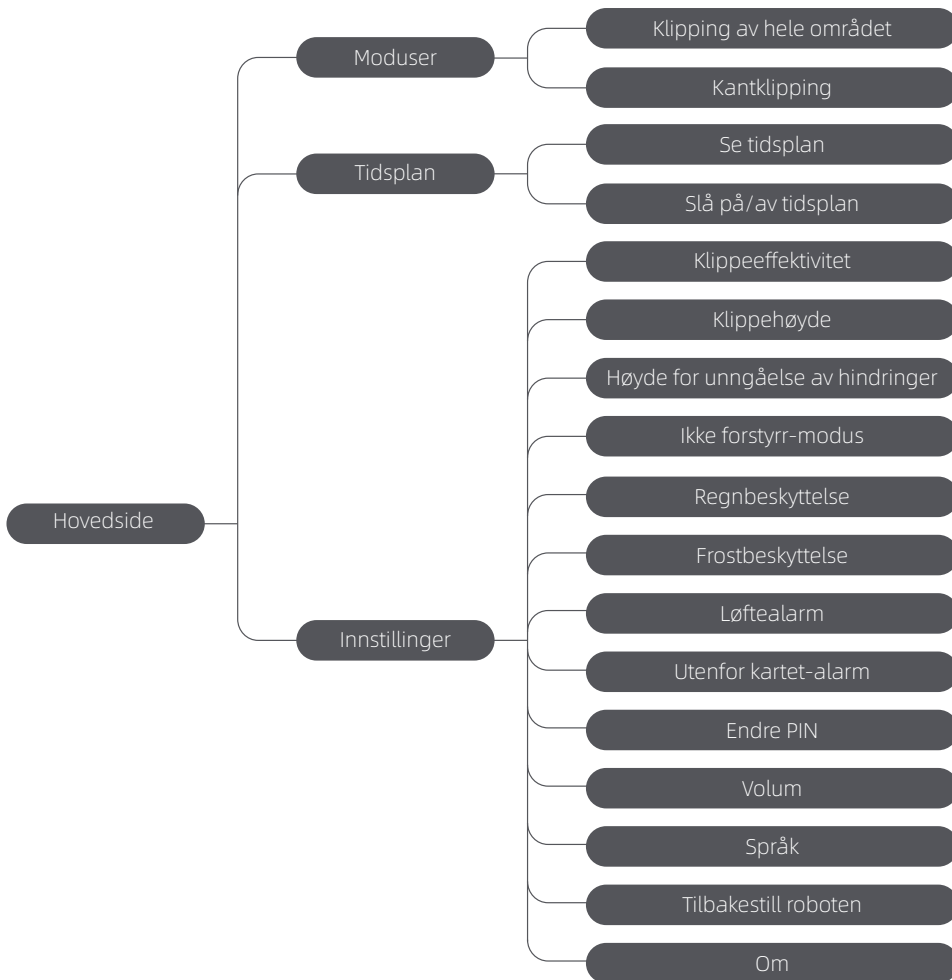 Hovedside
Moduser
Klipping av hele området
Kantklipping
Tidsplan
Se tidsplan
Slå på/av tidsplan
Innstillinger
Klippeeffektivitet
Klippehøyde
Høyde for unngåelse av hindringer
Ikke forstyrr-modus
Regnbeskyttelse
Frostbeskyttelse
Løftealarm
Utenfor kartet-alarm
Endre PIN
Volum
Språk
Tilbakestill roboten
Om